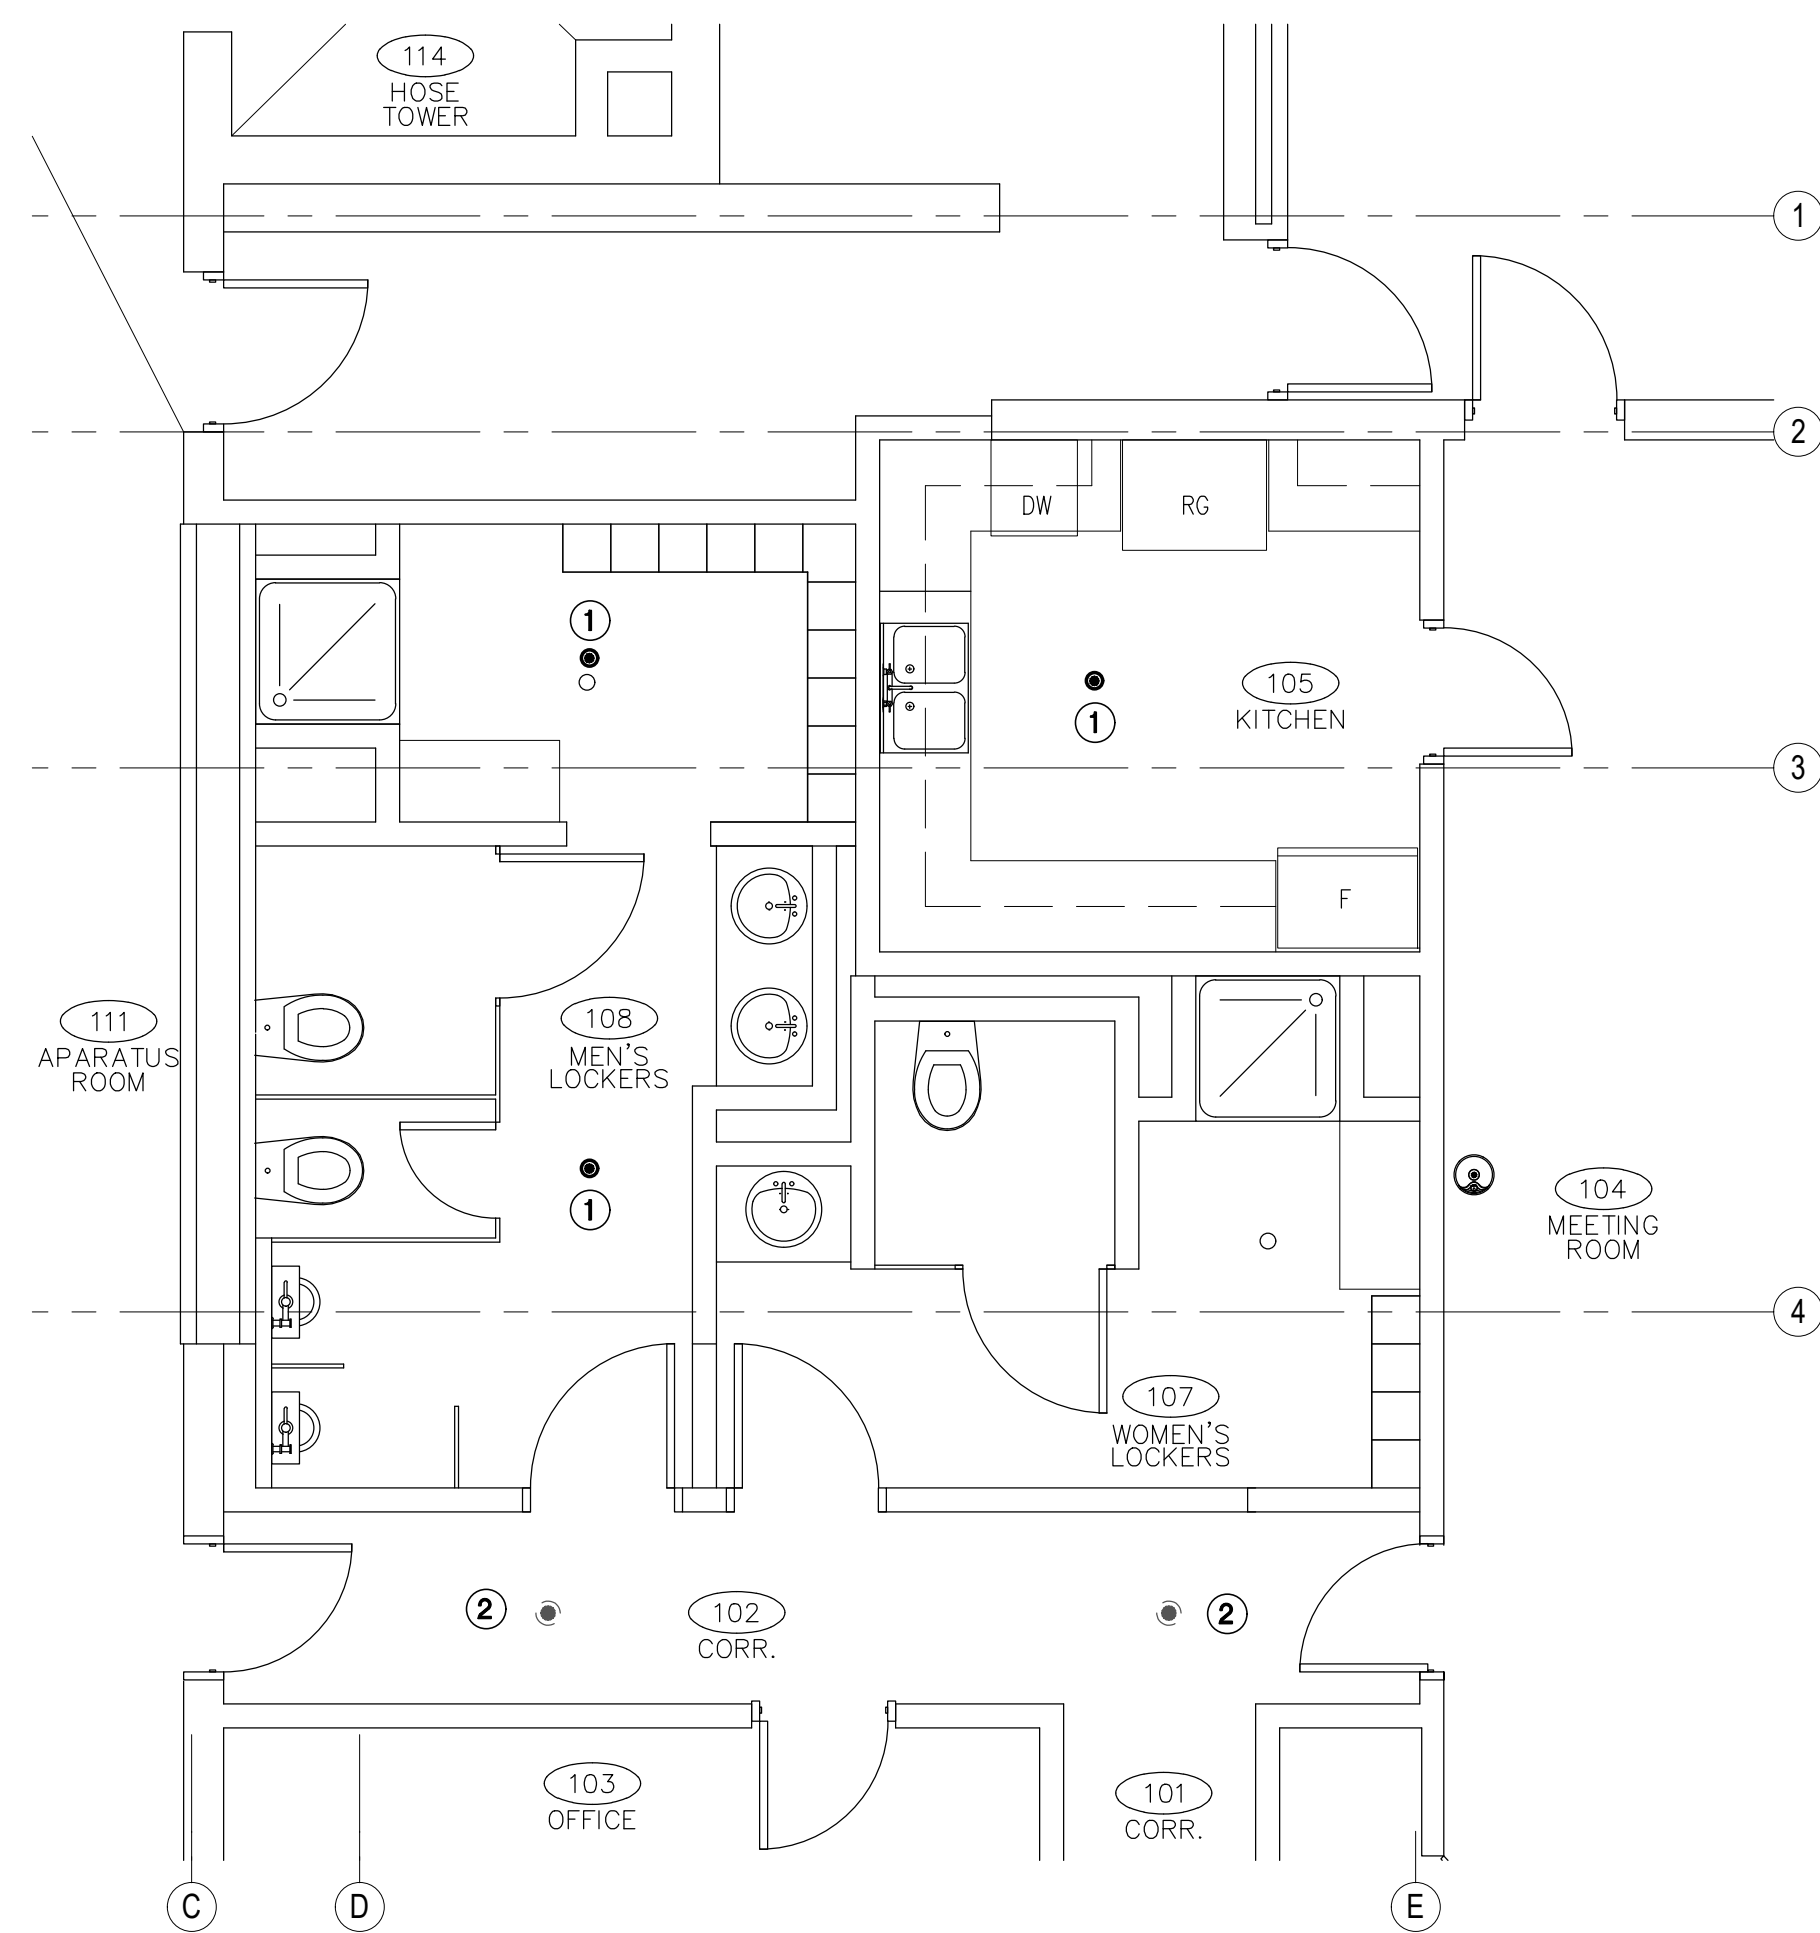 114
HOSE
TOWER
1
2
DW
RG
1
105
KITCHEN
1
3
F
111
APARATUS
ROOM
108
MEN'S
LOCKERS
1
104
MEETING
ROOM
4
107
WOMEN'S
LOCKERS
2
102
CORR.
2
103
OFFICE
101
CORR.
C
D
E